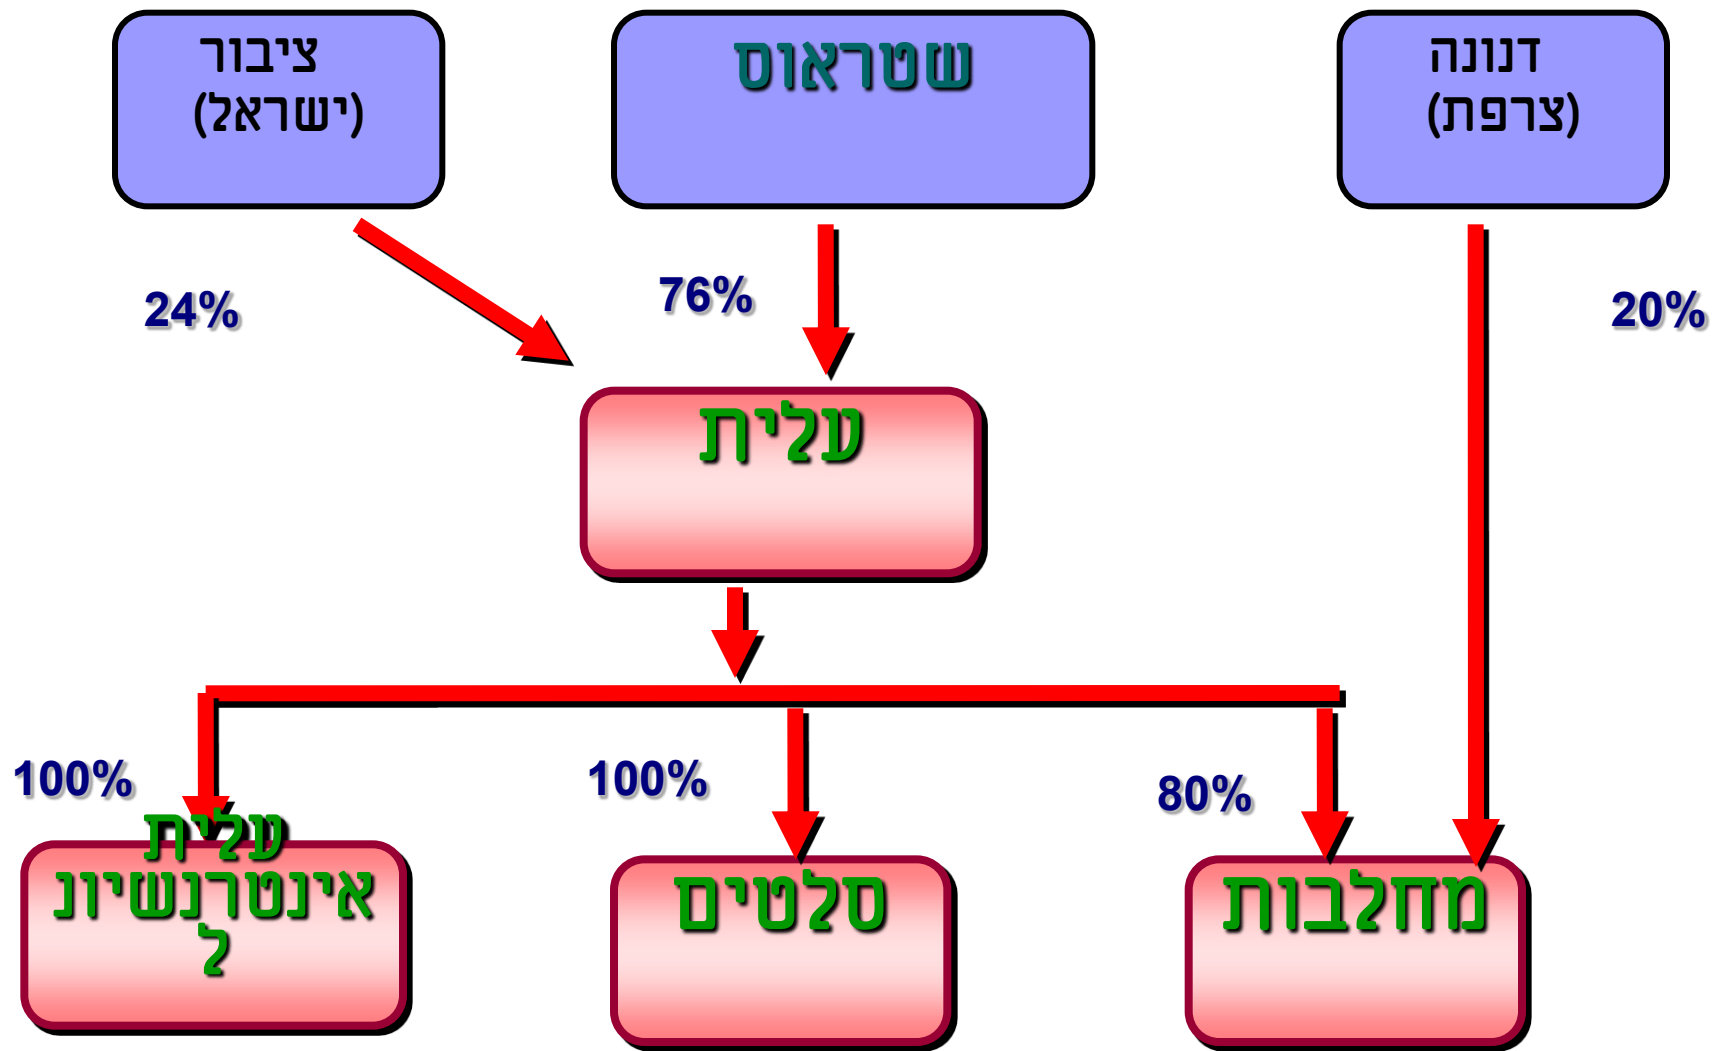 דנונה
(צרפת)
שטראוס
ציבור
(ישראל)
20%
76%
24%
עלית
80%
100%
100%
מחלבות
סלטים
עלית
אינטרנשיונ
ל